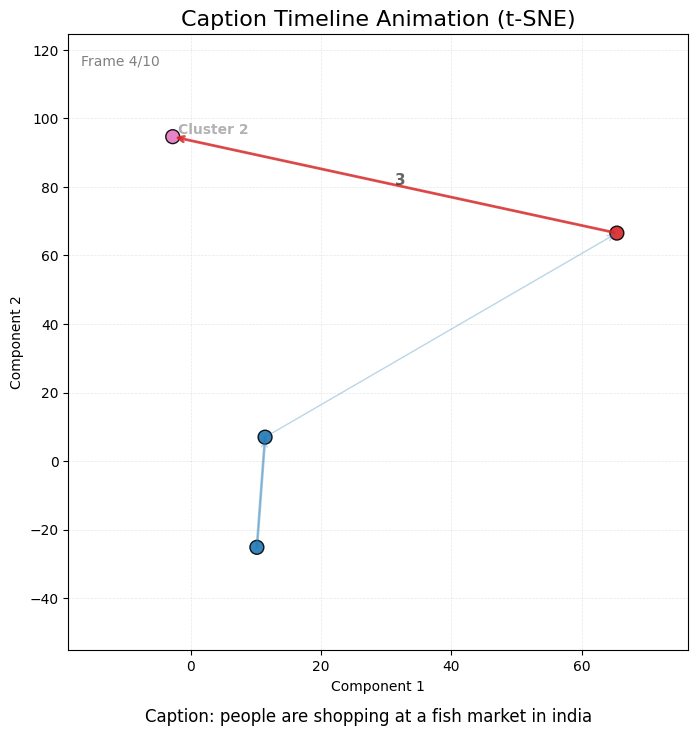 Caption Timeline Animation (t-SNE)
Frame 4/10
Cluster 2
3
120
100
80
60
40
20
0
−20
−40
Component 2
0 20 40 60
Component 1
Caption: people are shopping at a fish market in india